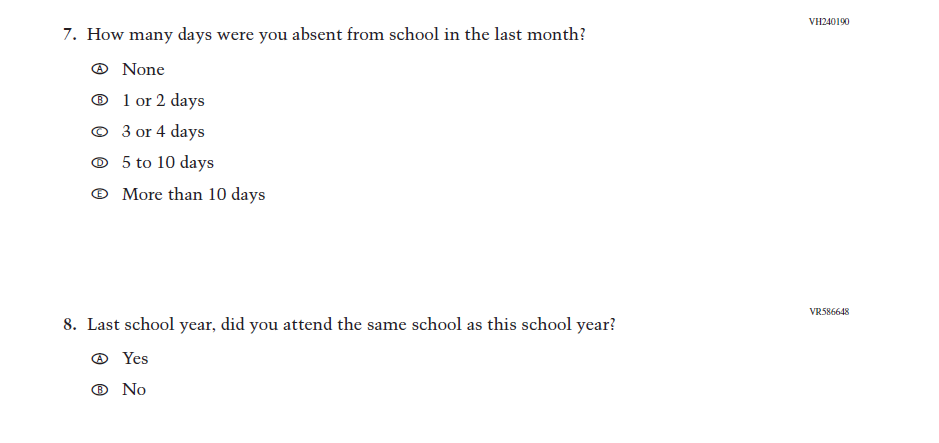 VH240190
7. How many days were you absent from school in the last month?
A None
B 1 or 2 days
C 3 or 4 days
D 5 to 10 days
E More than 10 days
VR586648
8. Last school year, did you attend the same school as this school year?
A Yes
B No